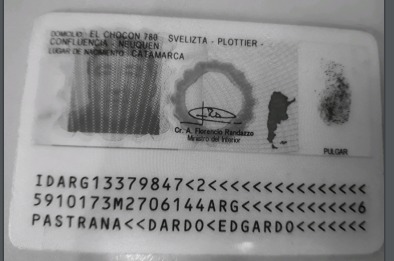 DOMICILIO: EL CHOCON 780 SVELIZTA - PLOTTIER -
CONFLUENCIA - NEUQUEN
LUGAR DE NACIMIENTO: CATAMARCA
Cr. A. Florencio Randazzo
Ministro del Interior
PULGAR
IDARG13379847<2<<<<<<<<<<<<<<<
5910173M2706144ARG<<<<<<<<<<<6
PASTRANA<<DARDO<EDGARDO<<<<<<<